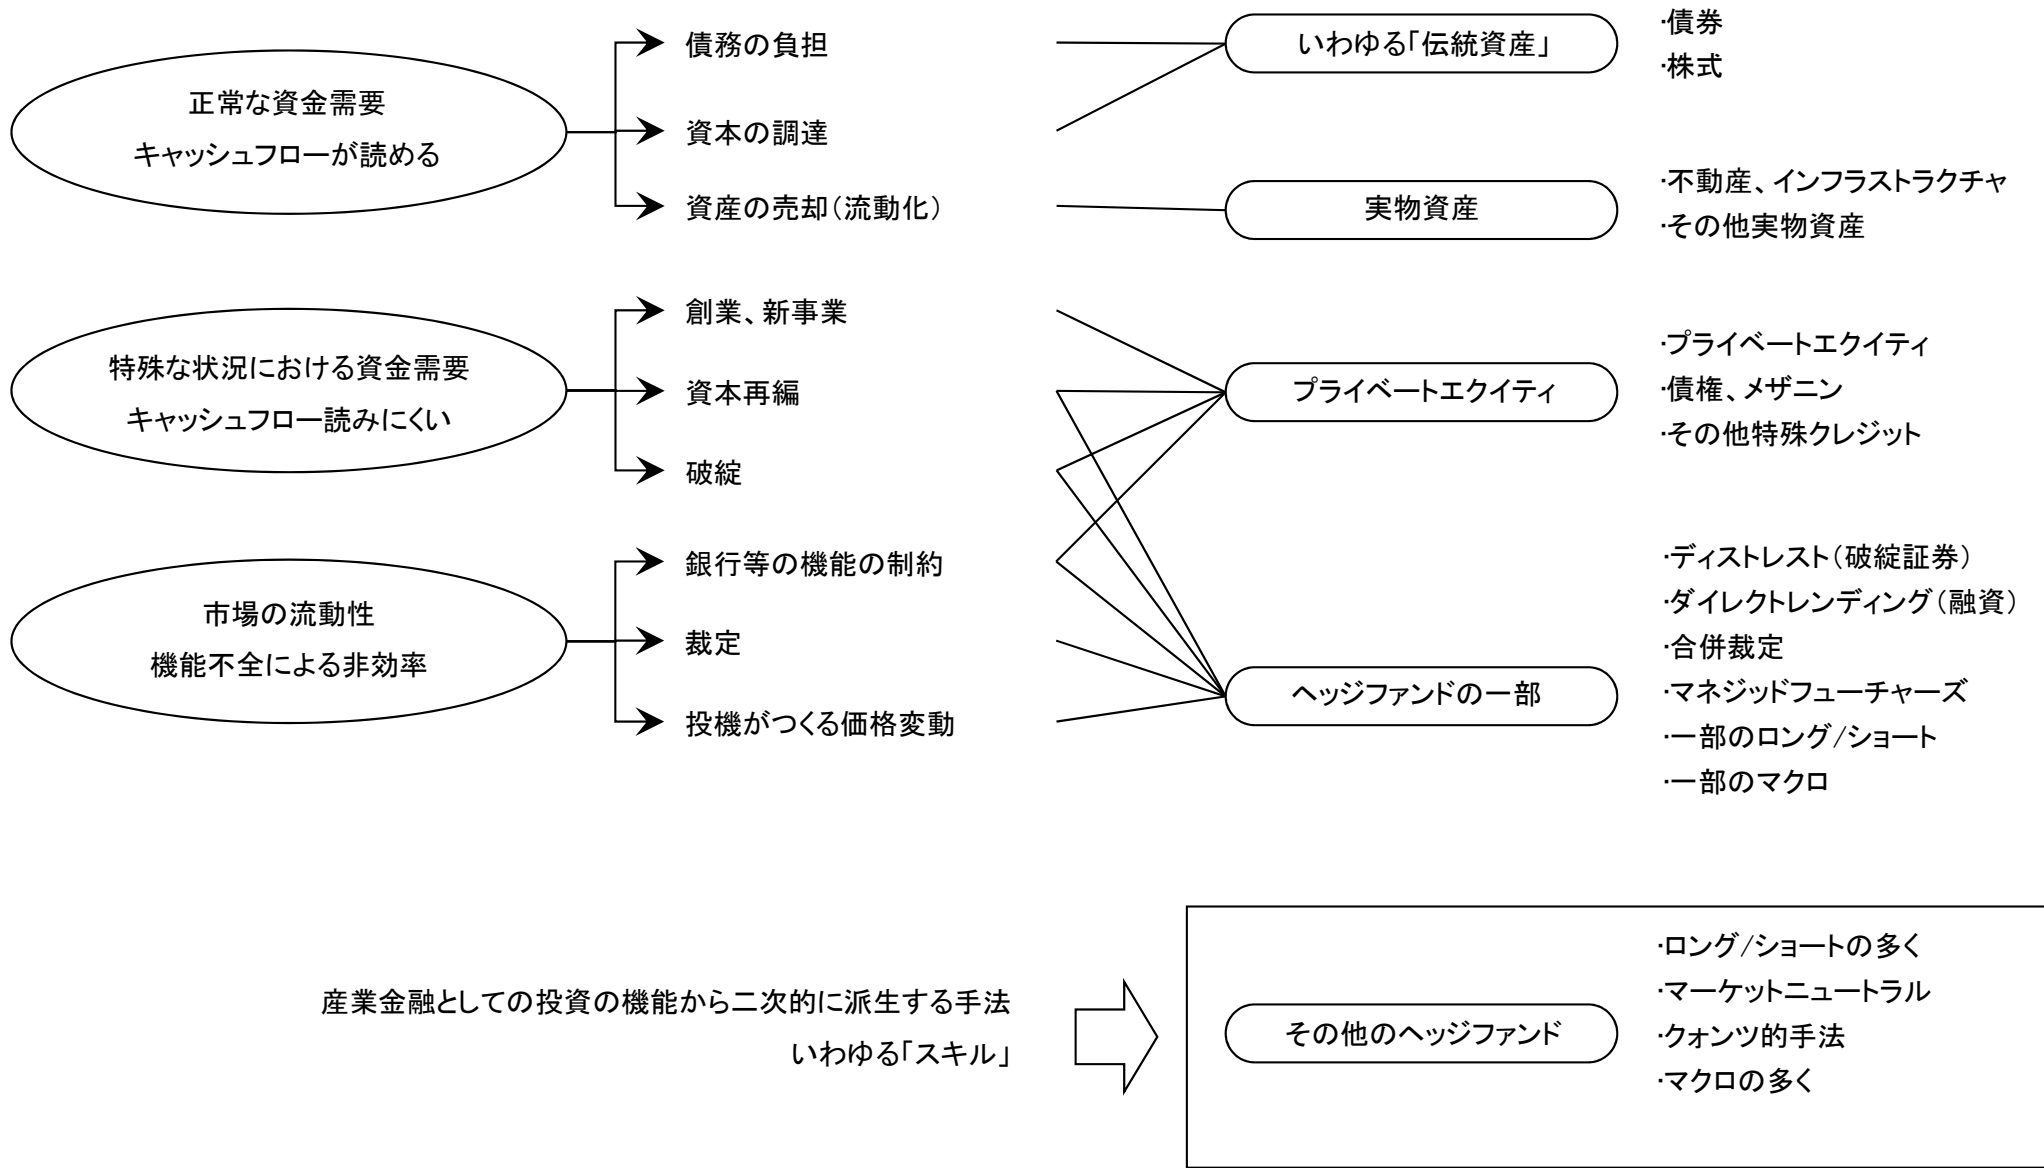 正常な資金需要
キャッシュフローが読める
債務の負担
資本の調達
資産の売却(流動化)
いわゆる「伝統資産」
・債券
・株式
実物資産
・不動産、インフラストラクチャ
・その他実物資産
特殊な状況における資金需要
キャッシュフロー読みにくい
創業、新事業
資本再編
破綻
プライベートエクイティ
・プライベートエクイティ
・債権、メザニン
・その他特殊クレジット
市場の流動性
機能不全による非効率
銀行等の機能の制約
裁定
投機がつくる価格変動
ヘッジファンドの一部
・ディストレスト(破綻証券)
・ダイレクトレンディング(融資)
・合併裁定
・マネジッドフューチャーズ
・一部のロング/ショート
・一部のマクロ
産業金融としての投資の機能から二次的に派生する手法
いわゆる「スキル」
その他のヘッジファンド
・ロング/ショートの多く
・マーケットニュートラル
・クォンツ的手法
・マクロの多く